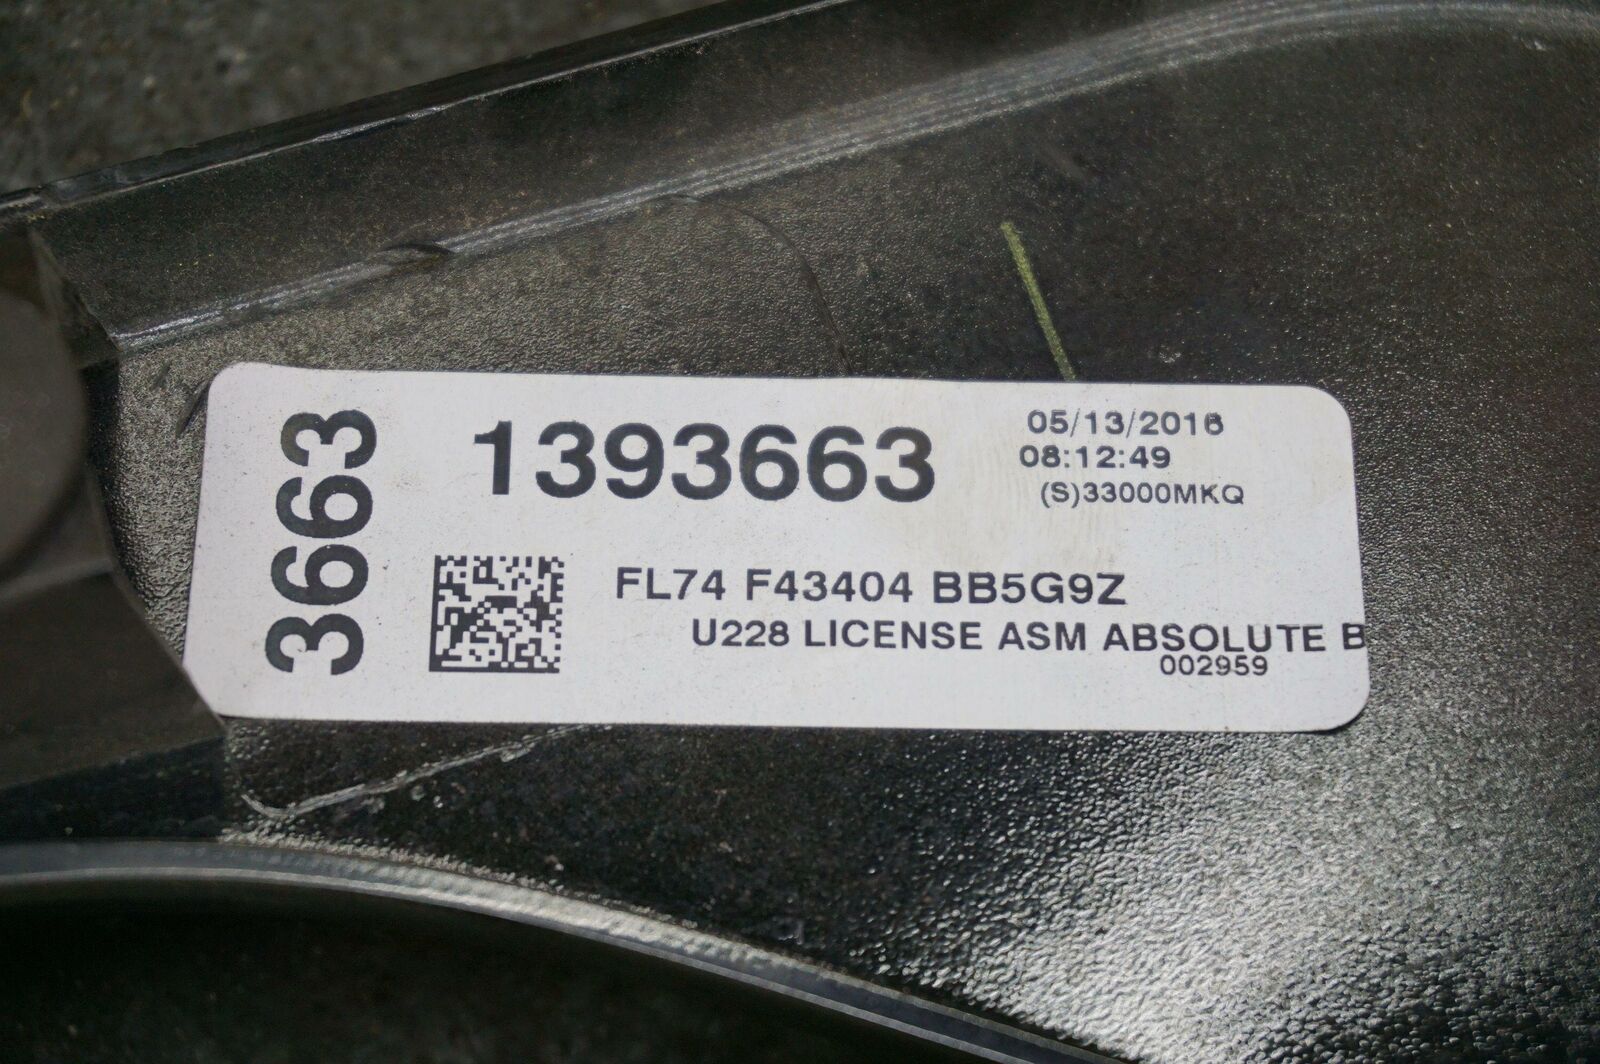 3663
1393663
05/13/2016
08:12:49
(S)33000MKQ
FL74 F43404 BB5G9Z
U228 LICENSE ASM ABSOLUTE B
002959